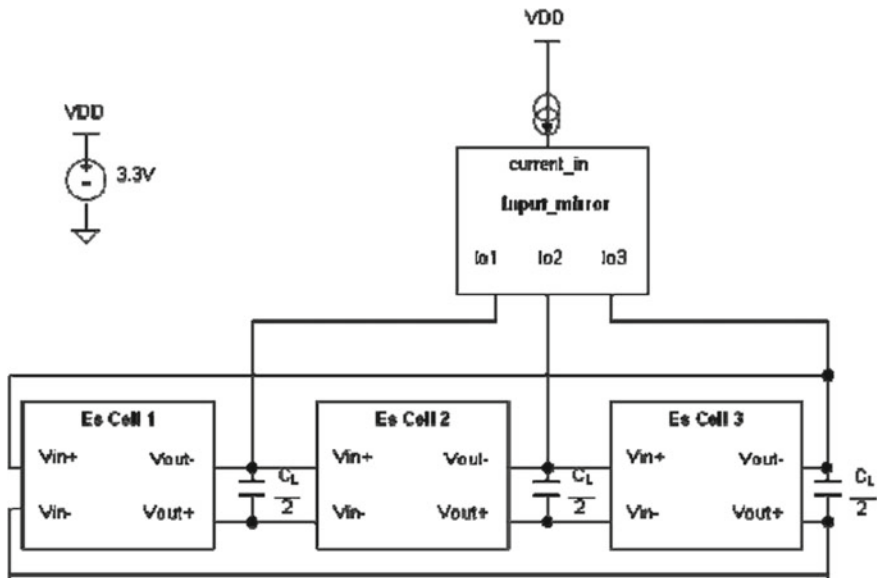 VDD
VDD
3.3V
current_in
Input_mirror
Io1 Io2 Io3
Es Cell 1
Es Cell 2
Es Cell 3
Vin+ Vout-
Vin+ Vout-
Vin+ Vout-
CL
2
CL
2
CL
2
Vin- Vout+
Vin- Vout+
Vin- Vout+